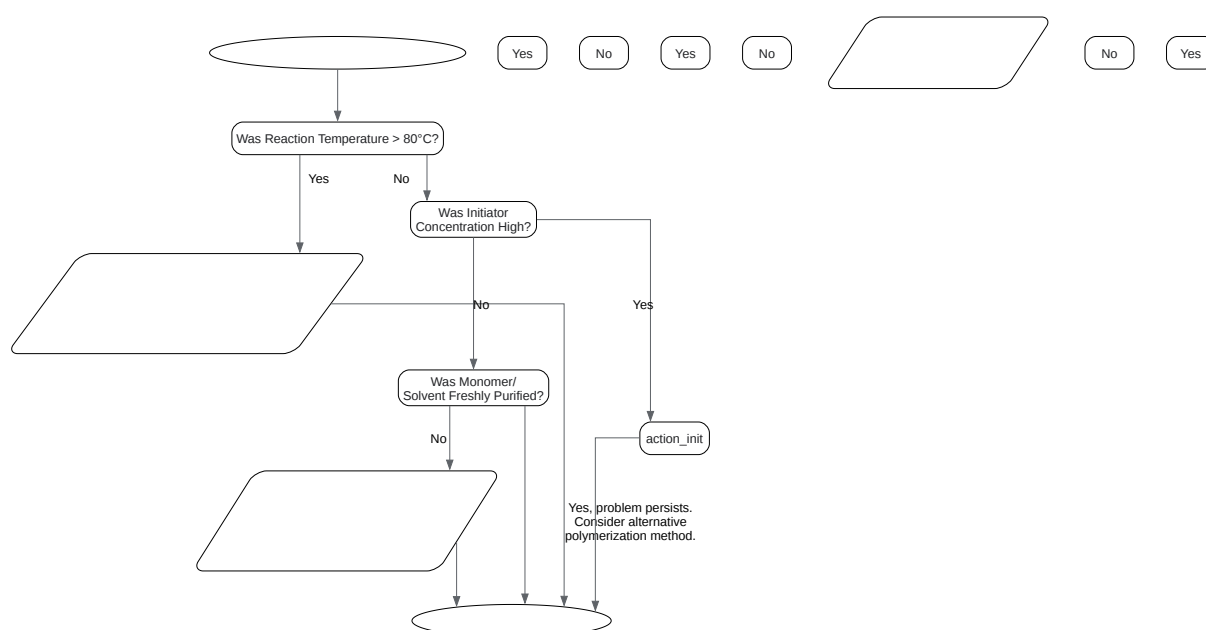 Yes
No
Yes
No
No
Yes
Was Reaction Temperature > 80°C?
Yes
No
Was Initiator
Concentration High?
No
Yes
Was Monomer/
Solvent Freshly Purified?
No
action_init
Yes, problem persists.
Consider alternative
polymerization method.